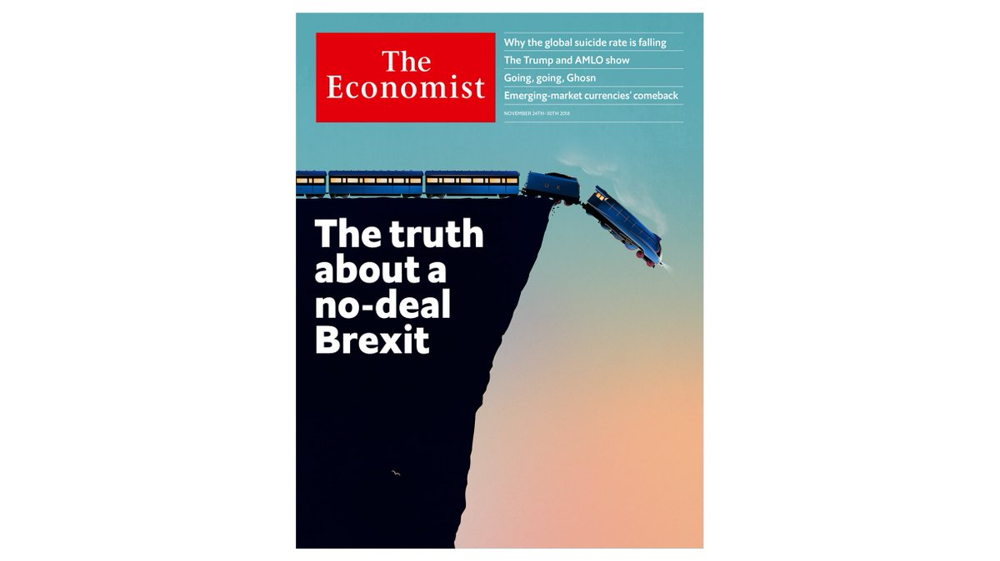 The
Economist
Why the global suicide rate is falling
The Trump and AMLO show
Going, going, Ghosn
Emerging-market currencies' comeback
NOVEMBER 24TH–30TH 2018
UK
The truth
about a
no-deal
Brexit